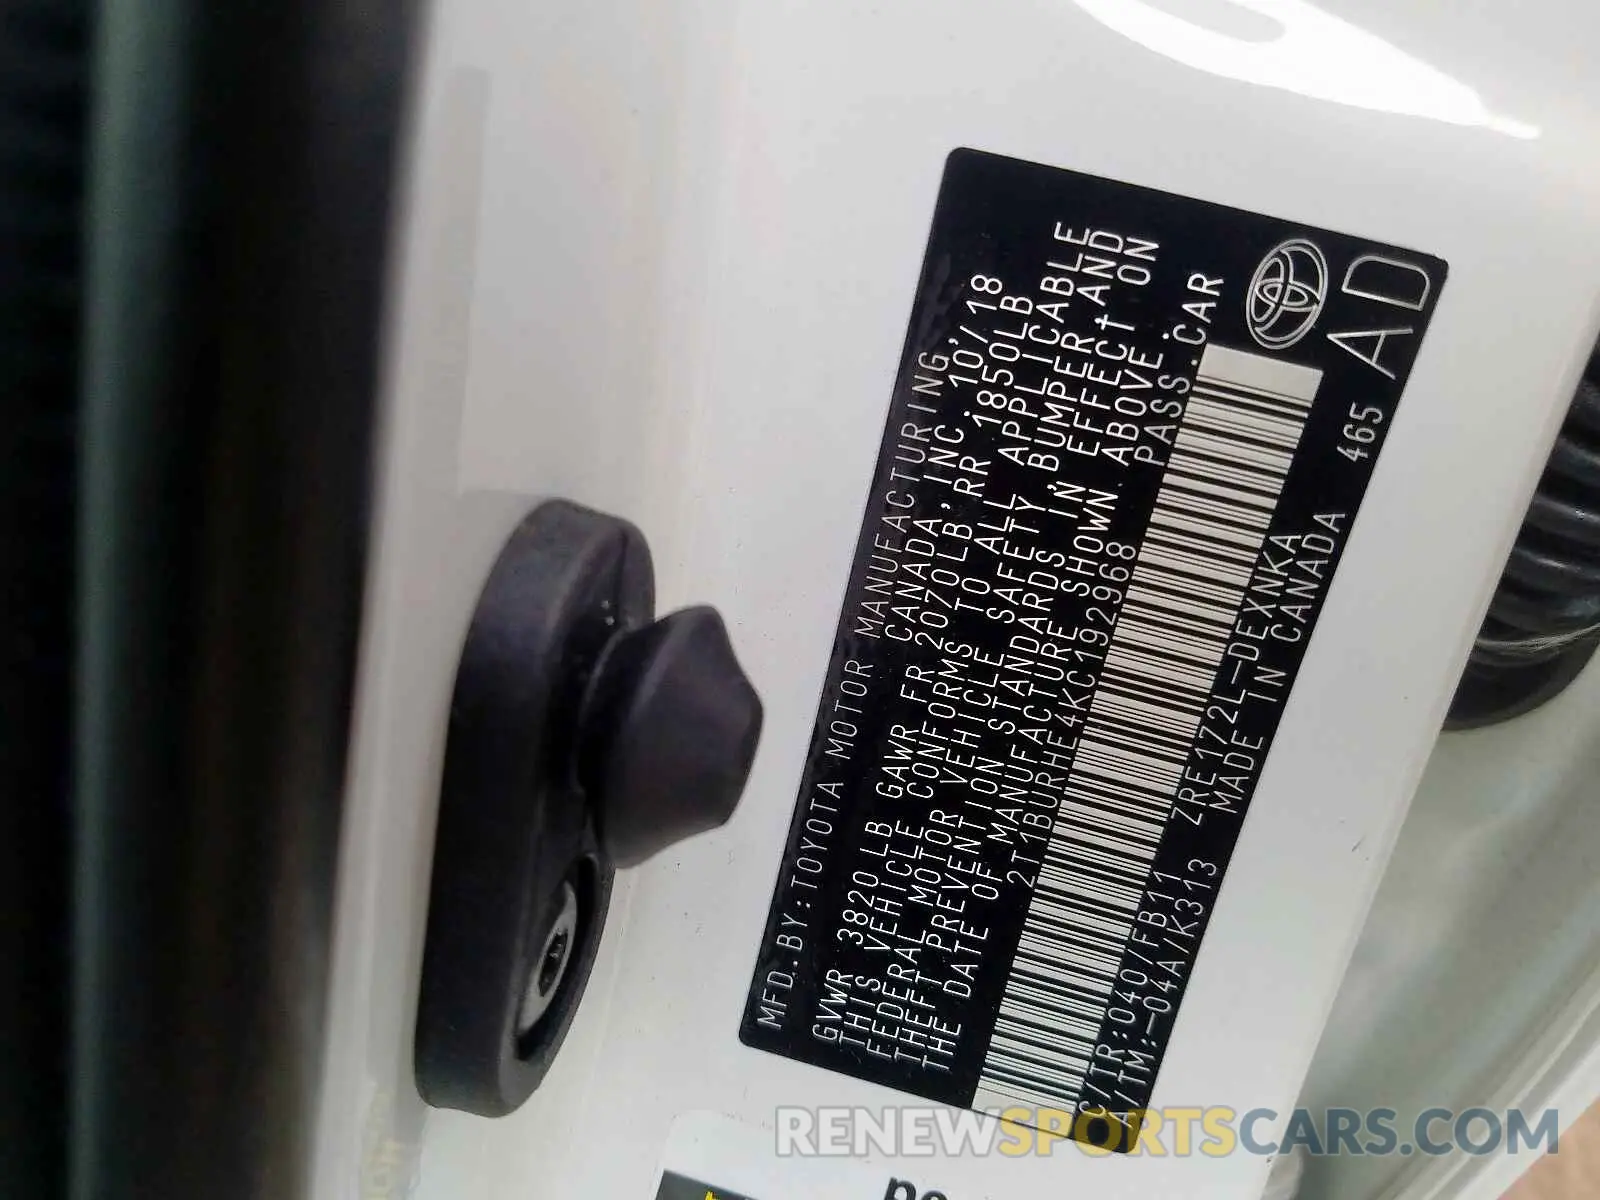 MFD.BY:TOYOTA MOTOR MANUFACTURING,
CANADA INC. 10/18
GVWR 3820 LB GAWR FR 2070LB, RR 1850LB
THIS VEHICLE CONFORMS TO ALL APPLICABLE
FEDERAL MOTOR VEHICLE SAFETY, BUMPER, AND
THEFT PREVENTION STANDARDS IN EFFECT ON
THE DATE OF MANUFACTURE SHOWN ABOVE.
2T1BURHE4KC192968 PASS.CAR
C/TR:040/FB11 ZRE172L-DEXNKA
A/TM:-04A/K313 MADE IN CANADA 465
AD
RENEWSPORTSCARS.COM